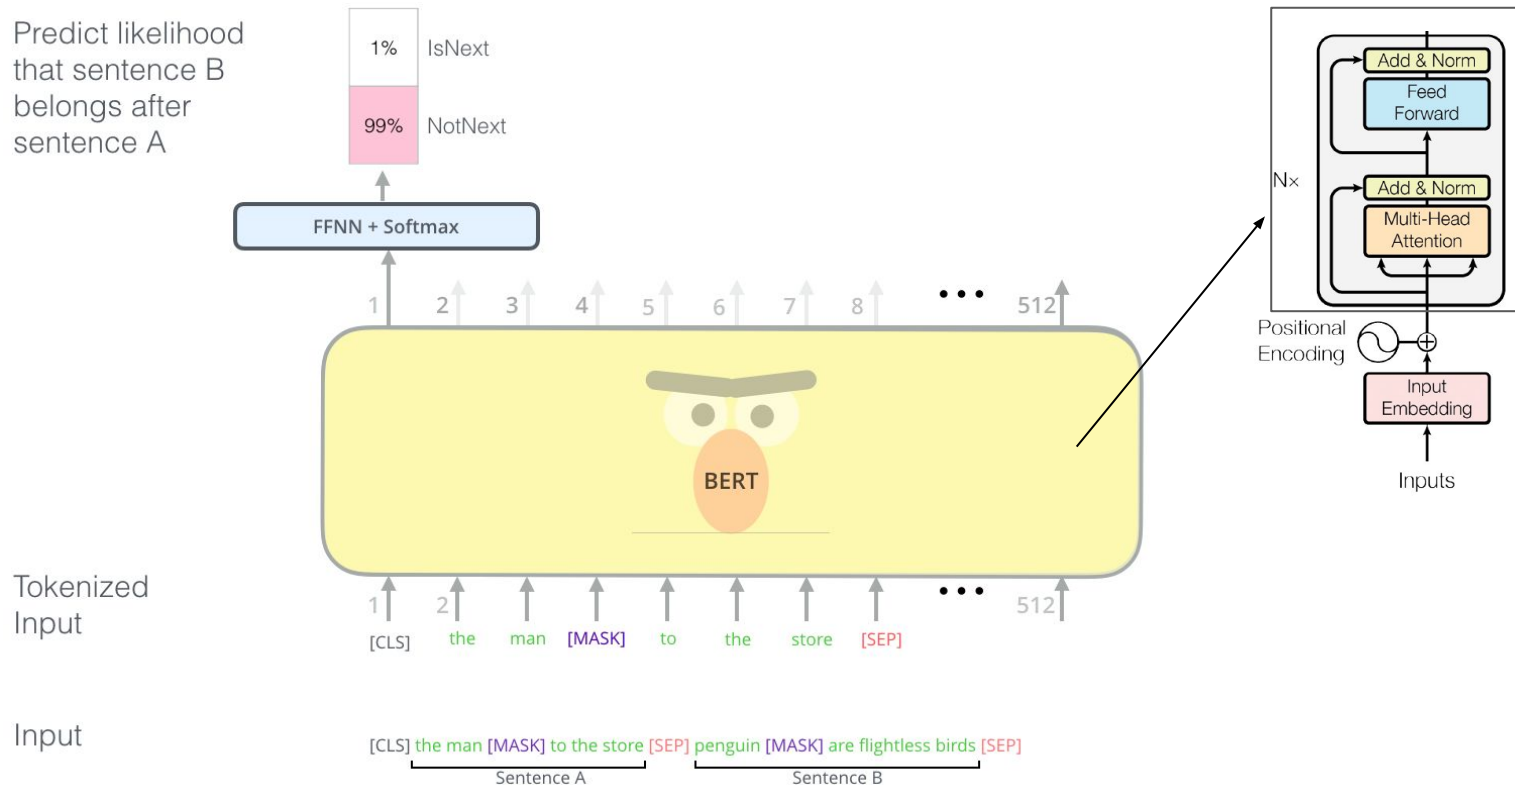 Predict likelihood
that sentence B
belongs after
sentence A
1% IsNext
99% NotNext
FFNN + Softmax
1 2 3 4 5 6 7 8 ••• 512
BERT
Tokenized
Input
1 2 ••• 512
[CLS] the man [MASK] to the store [SEP]
Input
[CLS] the man [MASK] to the store [SEP] penguin [MASK] are flightless birds [SEP]
Sentence A Sentence B
Add & Norm
Feed
Forward
N×
Add & Norm
Multi-Head
Attention
Positional
Encoding
Input
Embedding
Inputs